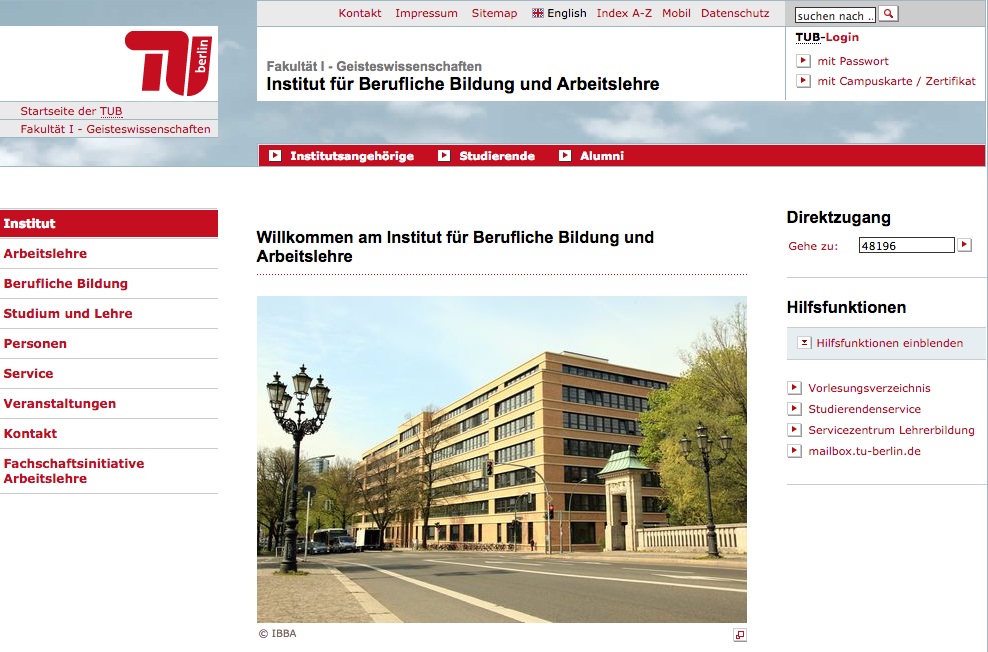 Kontakt Impressum Sitemap English Index A-Z Mobil Datenschutz
suchen nach ..
TU berlin
Startseite der TUB
Fakultät I - Geisteswissenschaften
Fakultät I - Geisteswissenschaften
Institut für Berufliche Bildung und Arbeitslehre
TUB-Login
mit Passwort
mit Campuskarte / Zertifikat
Institutsangehörige Studierende Alumni
Institut
Arbeitslehre
Berufliche Bildung
Studium und Lehre
Personen
Service
Veranstaltungen
Kontakt
Fachschaftsinitiative
Arbeitslehre
Willkommen am Institut für Berufliche Bildung und
Arbeitslehre
© IBBA
Direktzugang
Gehe zu: 48196
Hilfsfunktionen
Hilfsfunktionen einblenden
Vorlesungsverzeichnis
Studierendenservice
Servicezentrum Lehrerbildung
mailbox.tu-berlin.de